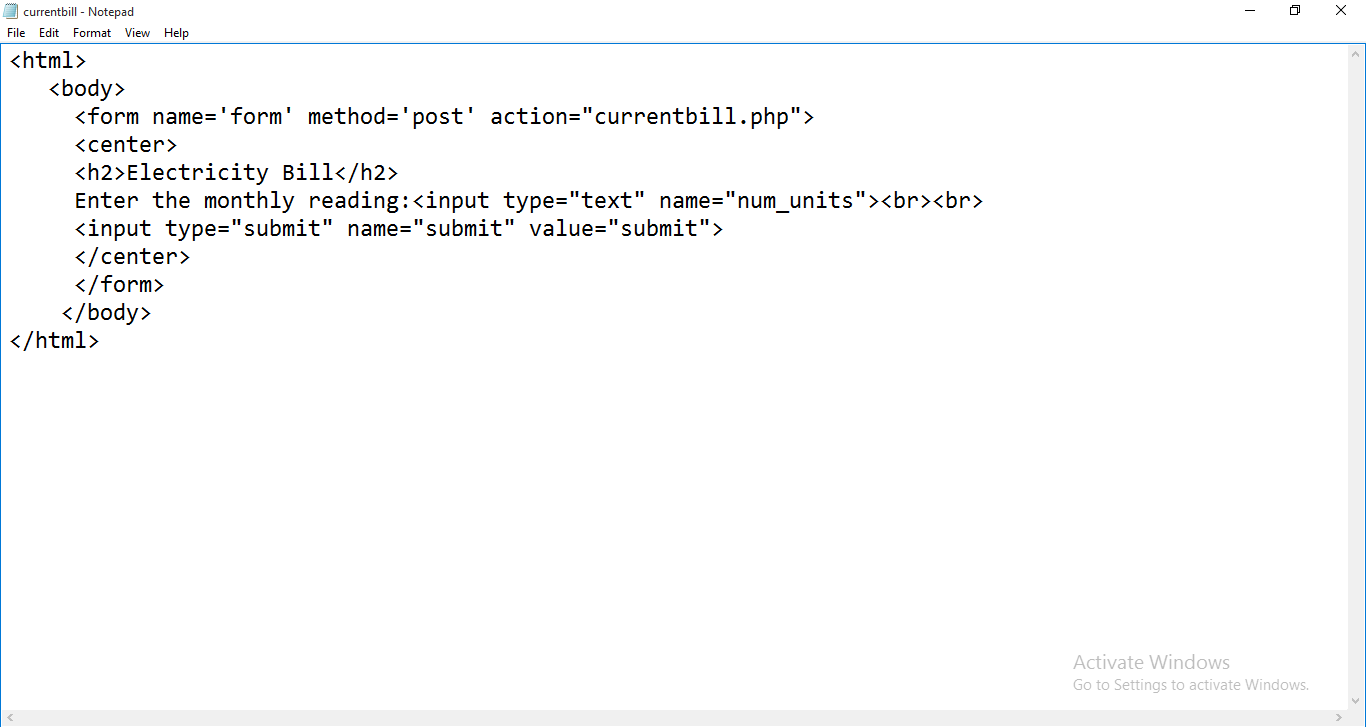 currentbill - Notepad
File Edit Format View Help
<html>
<body>
<form name='form' method='post' action="currentbill.php">
<center>
<h2>Electricity Bill</h2>
Enter the monthly reading:<input type="text" name="num_units"><br><br>
<input type="submit" name="submit" value="submit">
</center>
</form>
</body>
</html>
Activate Windows
Go to Settings to activate Windows.